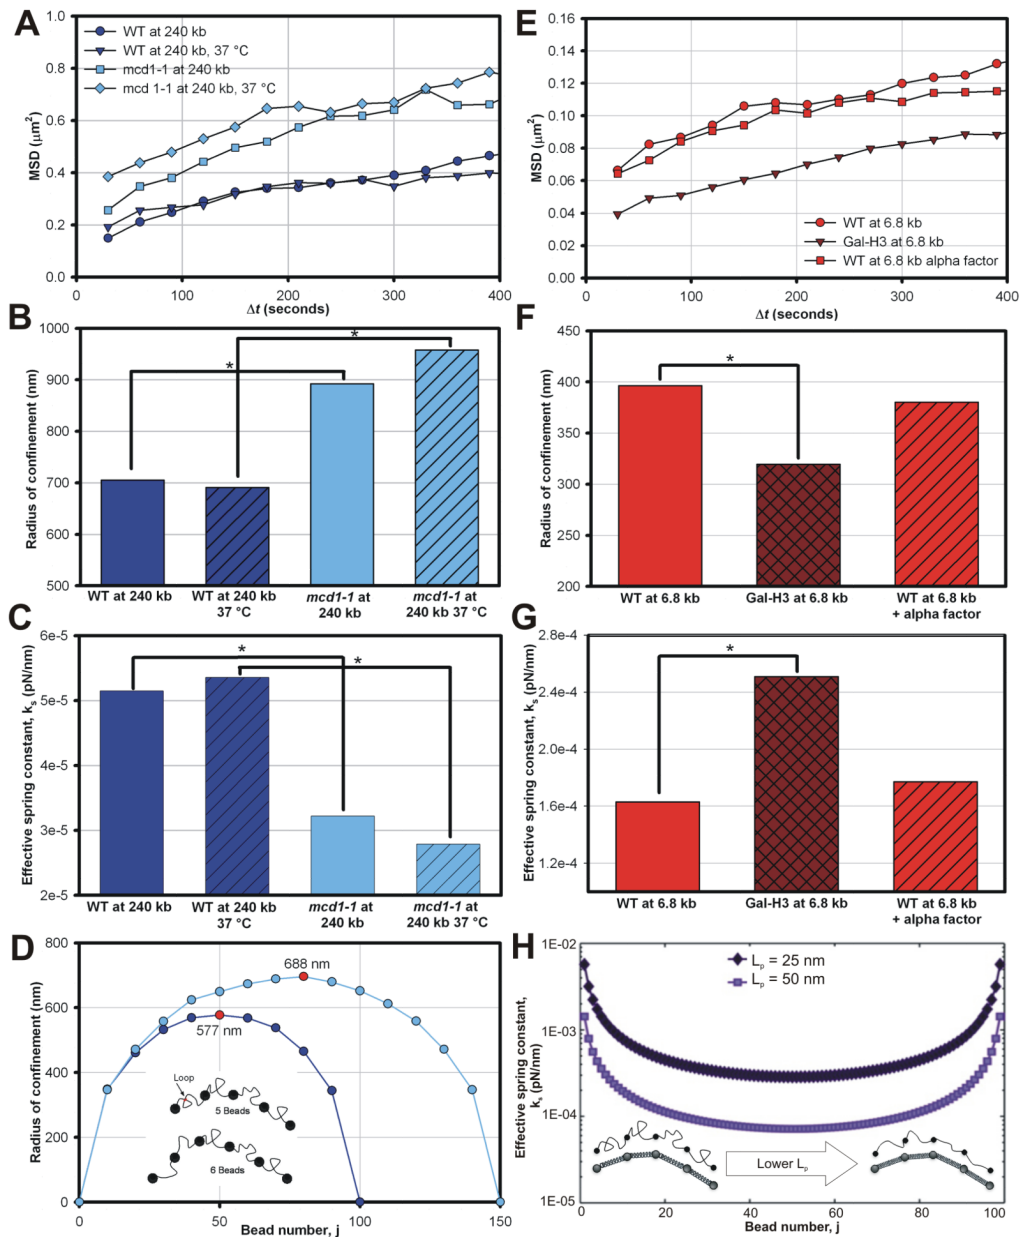 A
MSD (μm²)
1.0
0.8
0.6
0.4
0.2
0.0
WT at 240 kb
WT at 240 kb, 37 °C
mcd1-1 at 240 kb
mcd 1-1 at 240 kb, 37 °C
100
200
300
400
Δt (seconds)
E
MSD (μm²)
0.16
0.14
0.12
0.10
0.08
0.06
0.04
0.02
0.00
WT at 6.8 kb
Gal-H3 at 6.8 kb
WT at 6.8 kb alpha factor
0
100
200
300
400
Δt (seconds)
B
Radius of confinement (nm)
1000
900
800
700
600
500
*
*
WT at 240 kb
WT at 240 kb
37 °C
mcd1-1 at
240 kb
mcd1-1 at
240 kb 37 °C
F
Radius of confinement (nm)
450
400
350
300
250
200
*
WT at 6.8 kb
Gal-H3 at 6.8 kb
WT at 6.8 kb
+ alpha factor
C
Effective spring constant, ks (pN/nm)
6e-5
5e-5
4e-5
3e-5
2e-5
*
*
WT at 240 kb
WT at 240 kb
37 °C
mcd1-1 at
240 kb
mcd1-1 at
240 kb 37 °C
G
Effective spring constant, ks (pN/nm)
2.8e-4
2.4e-4
2.0e-4
1.6e-4
1.2e-4
*
WT at 6.8 kb
Gal-H3 at 6.8 kb
WT at 6.8 kb
+ alpha factor
D
Radius of confinement (nm)
800
600
400
200
0
688 nm
577 nm
Loop
5 Beads
6 Beads
0
50
100
150
Bead number, j
H
Effective spring constant,
ks (pN/nm)
1E-02
1E-03
1E-04
1E-05
Lp = 25 nm
Lp = 50 nm
Lower Lp
0
20
40
60
80
100
Bead number, j